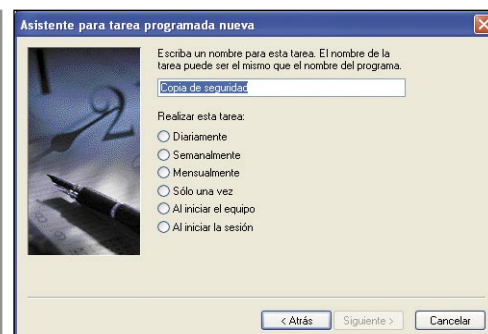 Asistente para tarea programada nueva
Escriba un nombre para esta tarea. El nombre de la
tarea puede ser el mismo que el nombre del programa.
Copia de seguridad
Realizar esta tarea:
Diariamente
Semanalmente
Mensualmente
Sólo una vez
Al iniciar el equipo
Al iniciar la sesión
< Atrás
Siguiente >
Cancelar